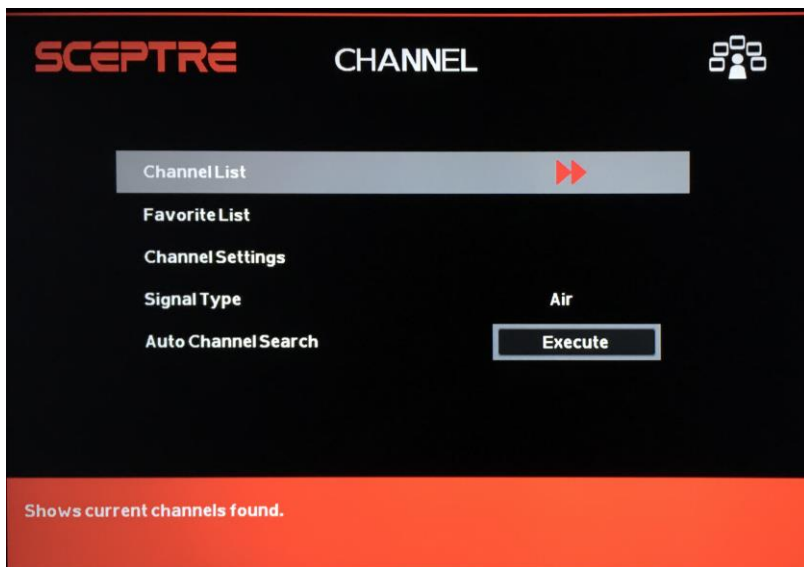 SCEPTRE CHANNEL
Channel List
Favorite List
Channel Settings
Signal Type Air
Auto Channel Search Execute
Shows current channels found.